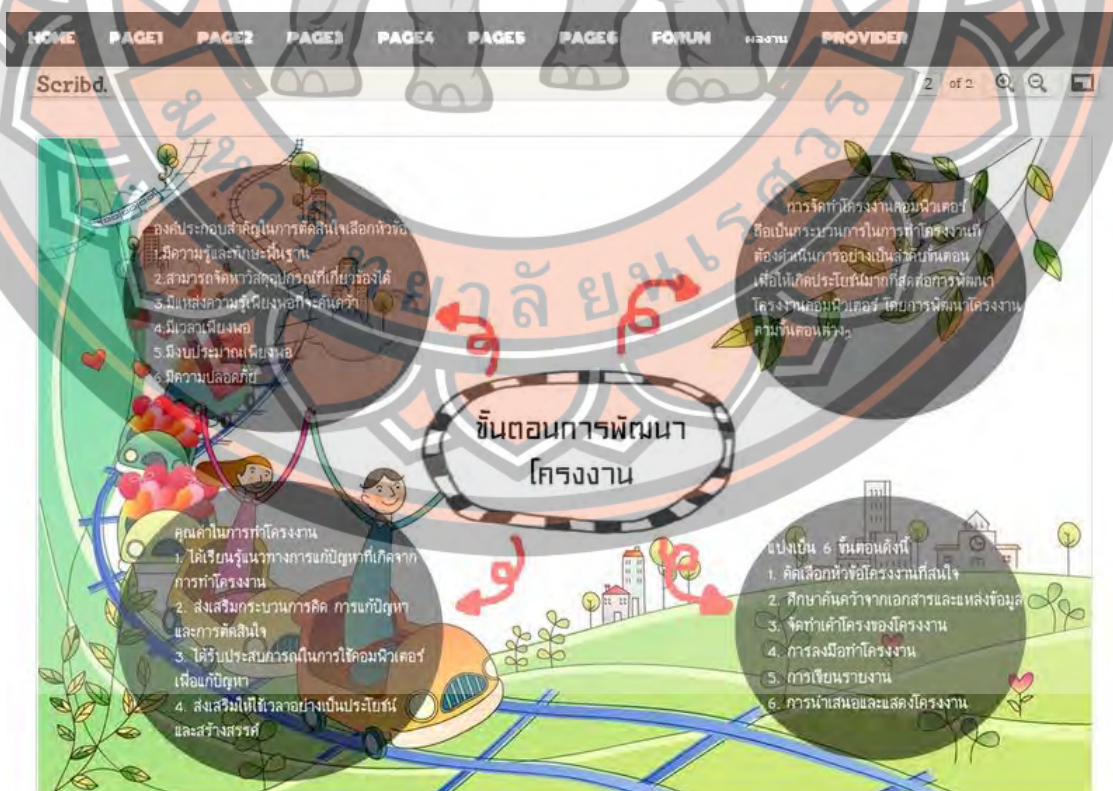 HOME PAGE1 PAGE2 PAGE3 PAGE4 PAGE5 PAGE6 FORUM ผลงาน PROVIDER
Scribd.
2 of 2
องค์ประกอบสำคัญในการตัดสินใจเลือกหัวข้อ
1.มีความรู้และทักษะพื้นฐาน
2.สามารถจัดหาวัสดุอุปกรณ์ที่เกี่ยวข้องได้
3.มีแหล่งความรู้เพียงพอที่จะค้นคว้า
4.มีเวลาเพียงพอ
5.มีงบประมาณเพียงพอ
6.มีความปลอดภัย
การจัดทำโครงงานคอมพิวเตอร์
ถือเป็นกระบวนการในการทำโครงงานที่
ต้องดำเนินการอย่างเป็นลำดับขั้นตอน
เพื่อให้เกิดประโยชน์มากที่สุดต่อการพัฒนา
โครงงานคอมพิวเตอร์ โดยการพัฒนาโครงงาน
ตามขั้นตอนต่างๆ
ขั้นตอนการพัฒนา
โครงงาน
คุณค่าในการทำโครงงาน
1. ได้เรียนรู้แนวทางการแก้ปัญหาที่เกิดจาก
การทำโครงงาน
2. ส่งเสริมกระบวนการคิด การแก้ปัญหา
และการตัดสินใจ
3. ได้รับประสบการณ์ในการใช้คอมพิวเตอร์
เพื่อแก้ปัญหา
4. ส่งเสริมให้ใช้เวลาอย่างเป็นประโยชน์
และสร้างสรรค์
แบ่งเป็น 6 ขั้นตอนดังนี้
1. คัดเลือกหัวข้อโครงงานที่สนใจ
2. ศึกษาค้นคว้าจากเอกสารและแหล่งข้อมูล
3. จัดทำเค้าโครงของโครงงาน
4. การลงมือทำโครงงาน
5. การเขียนรายงาน
6. การนำเสนอและแสดงโครงงาน